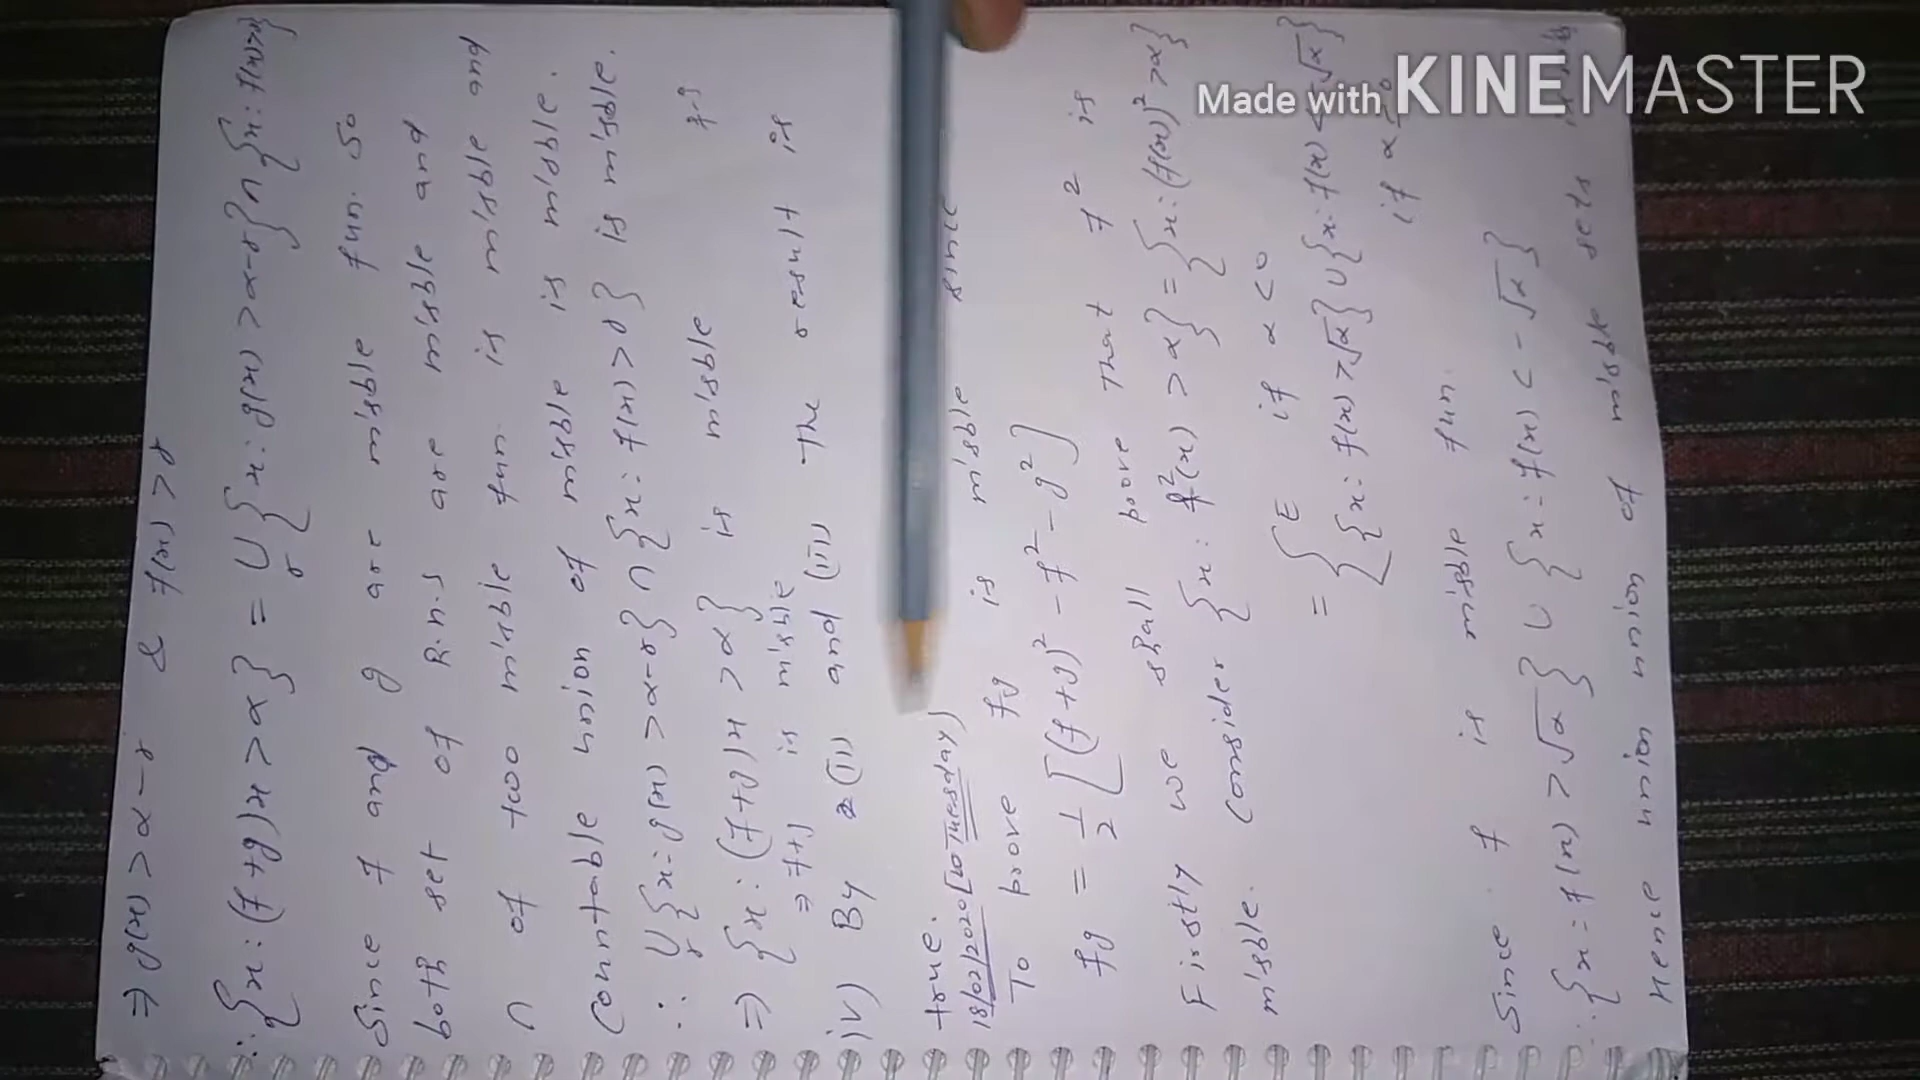 ⇒ g(x) > α-r & f(x) > r
∴ {x : (f+g)x > α} = ∪r {x : g(x) > α-r} ∩ {x : f(x) > r}
Since f and g are m'sble fun. So
both set of R.H.S are m'sble and
∩ of two m'sble fun. is m'sble and
Countable union of m'sble is m'sble.
∴ ∪r {x = g(x) > α-r} ∩ {x = f(x) > r} is m'sble.
⇒ {x : (f+g)x > α} is m'sble
⇒ f+g is m'sble f-g
iv) By (i) and (iii) The result is
true.
18/02/2020
To prove fg is m'sble since
fg = 1/2 [(f+g)² - f² - g²]
Firstly we shall prove that f² is
m'sble. Consider {x : f²(x) > α} = {x : (f(x))² > α}
= { E if α < 0
{x = f(x) > √α} ∪ {x : f(x) < -√α} if α ≥ 0
Since f is m'sble fun.
∴ {x = f(x) > √α} ∪ {x = f(x) < -√α}
Hence union union of m'sble sets
Made with KINEMASTER